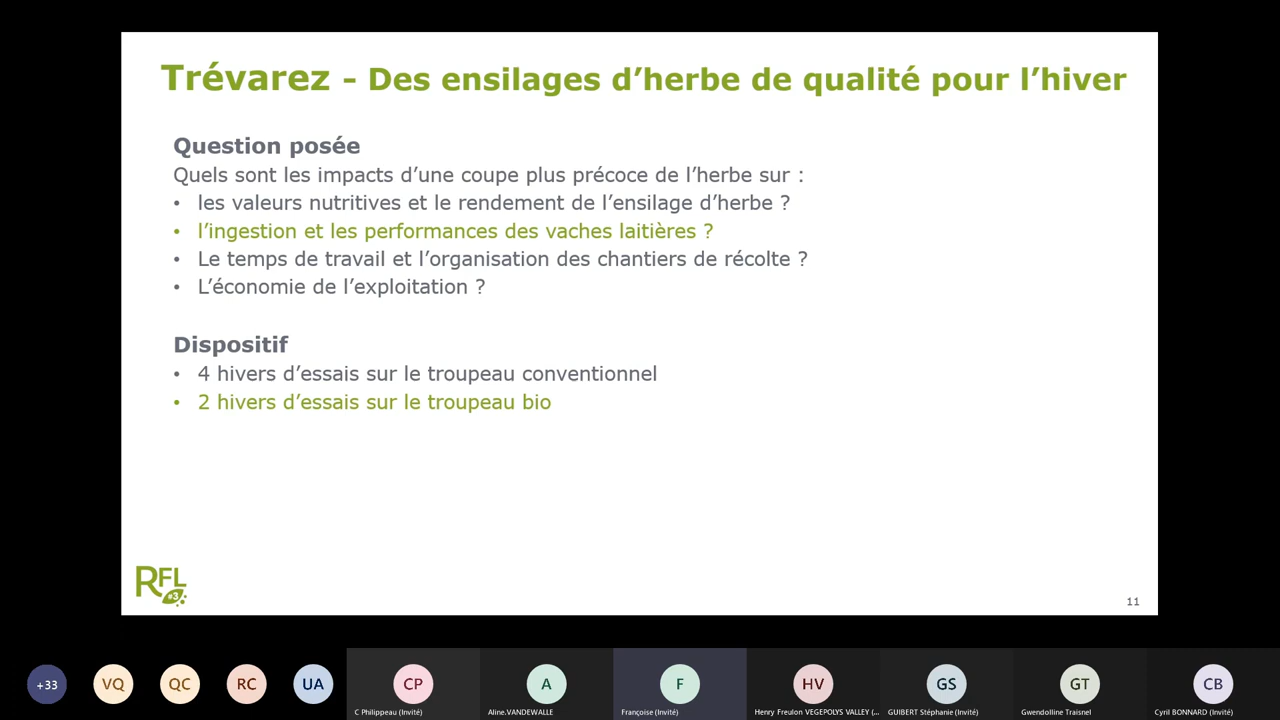 Trévarez - Des ensilages d’herbe de qualité pour l’hiver
Question posée
Quels sont les impacts d’une coupe plus précoce de l’herbe sur :
• les valeurs nutritives et le rendement de l’ensilage d’herbe ?
• l’ingestion et les performances des vaches laitières ?
• Le temps de travail et l’organisation des chantiers de récolte ?
• L’économie de l’exploitation ?
Dispositif
• 4 hivers d’essais sur le troupeau conventionnel
• 2 hivers d’essais sur le troupeau bio
RFL
#3
11
+33
VQ
QC
RC
UA
CP
A
F
HV
GS
GT
CB
C Philippeau (Invité)
Aline.VANDEWALLE
Françoise (Invité)
Henry Freulon VEGEPOLYS VALLEY (...
GUIBERT Stéphanie (Invité)
Gwendolline Traisnel
Cyril BONNARD (Invité)